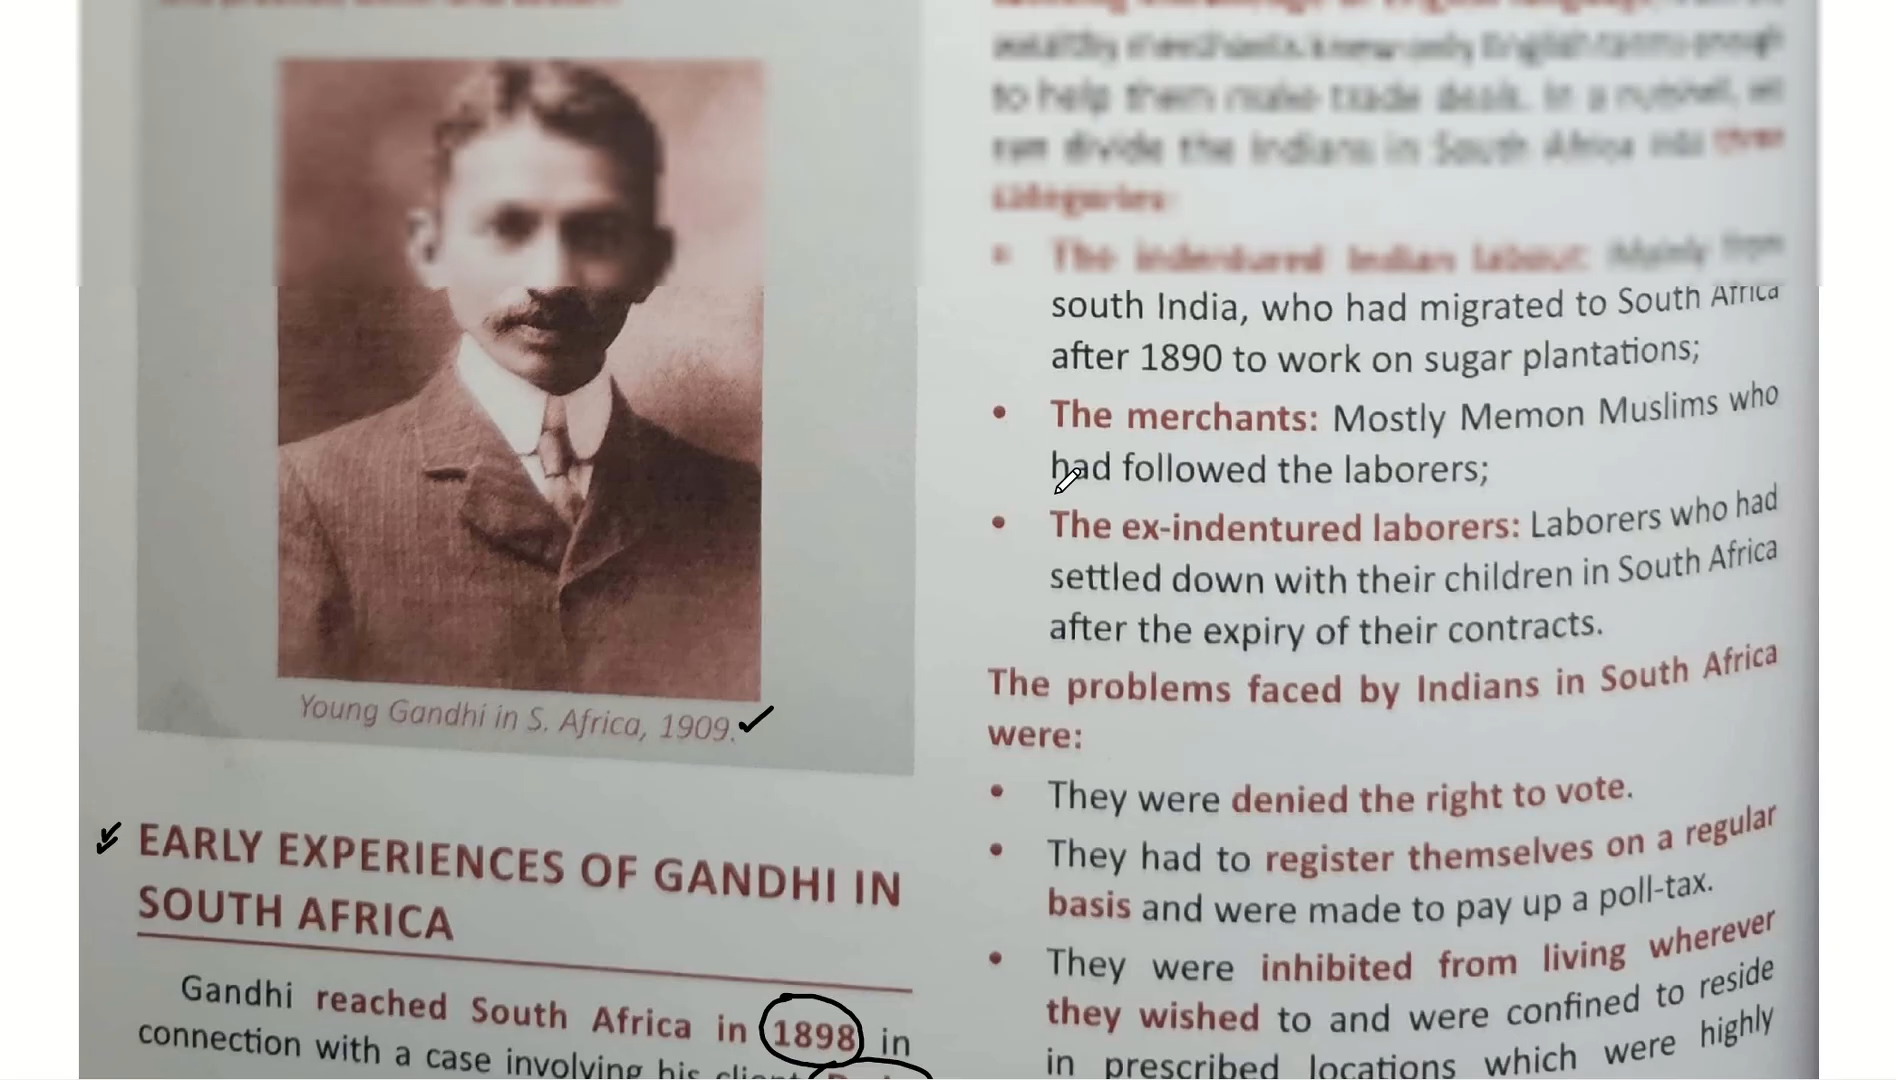 Young Gandhi in S. Africa, 1909.
EARLY EXPERIENCES OF GANDHI IN
SOUTH AFRICA
Gandhi reached South Africa in 1898 in
connection with a case involving his client
to help them make trade deals. In a nutshell, we
can divide the Indians in South Africa into three
categories:
• The indentured Indian labour: Mainly from
south India, who had migrated to South Africa
after 1890 to work on sugar plantations;
• The merchants: Mostly Memon Muslims who
had followed the laborers;
• The ex-indentured laborers: Laborers who had
settled down with their children in South Africa
after the expiry of their contracts.
The problems faced by Indians in South Africa
were:
• They were denied the right to vote.
• They had to register themselves on a regular
basis and were made to pay up a poll-tax.
• They were inhibited from living wherever
they wished to and were confined to reside
in prescribed locations which were highly